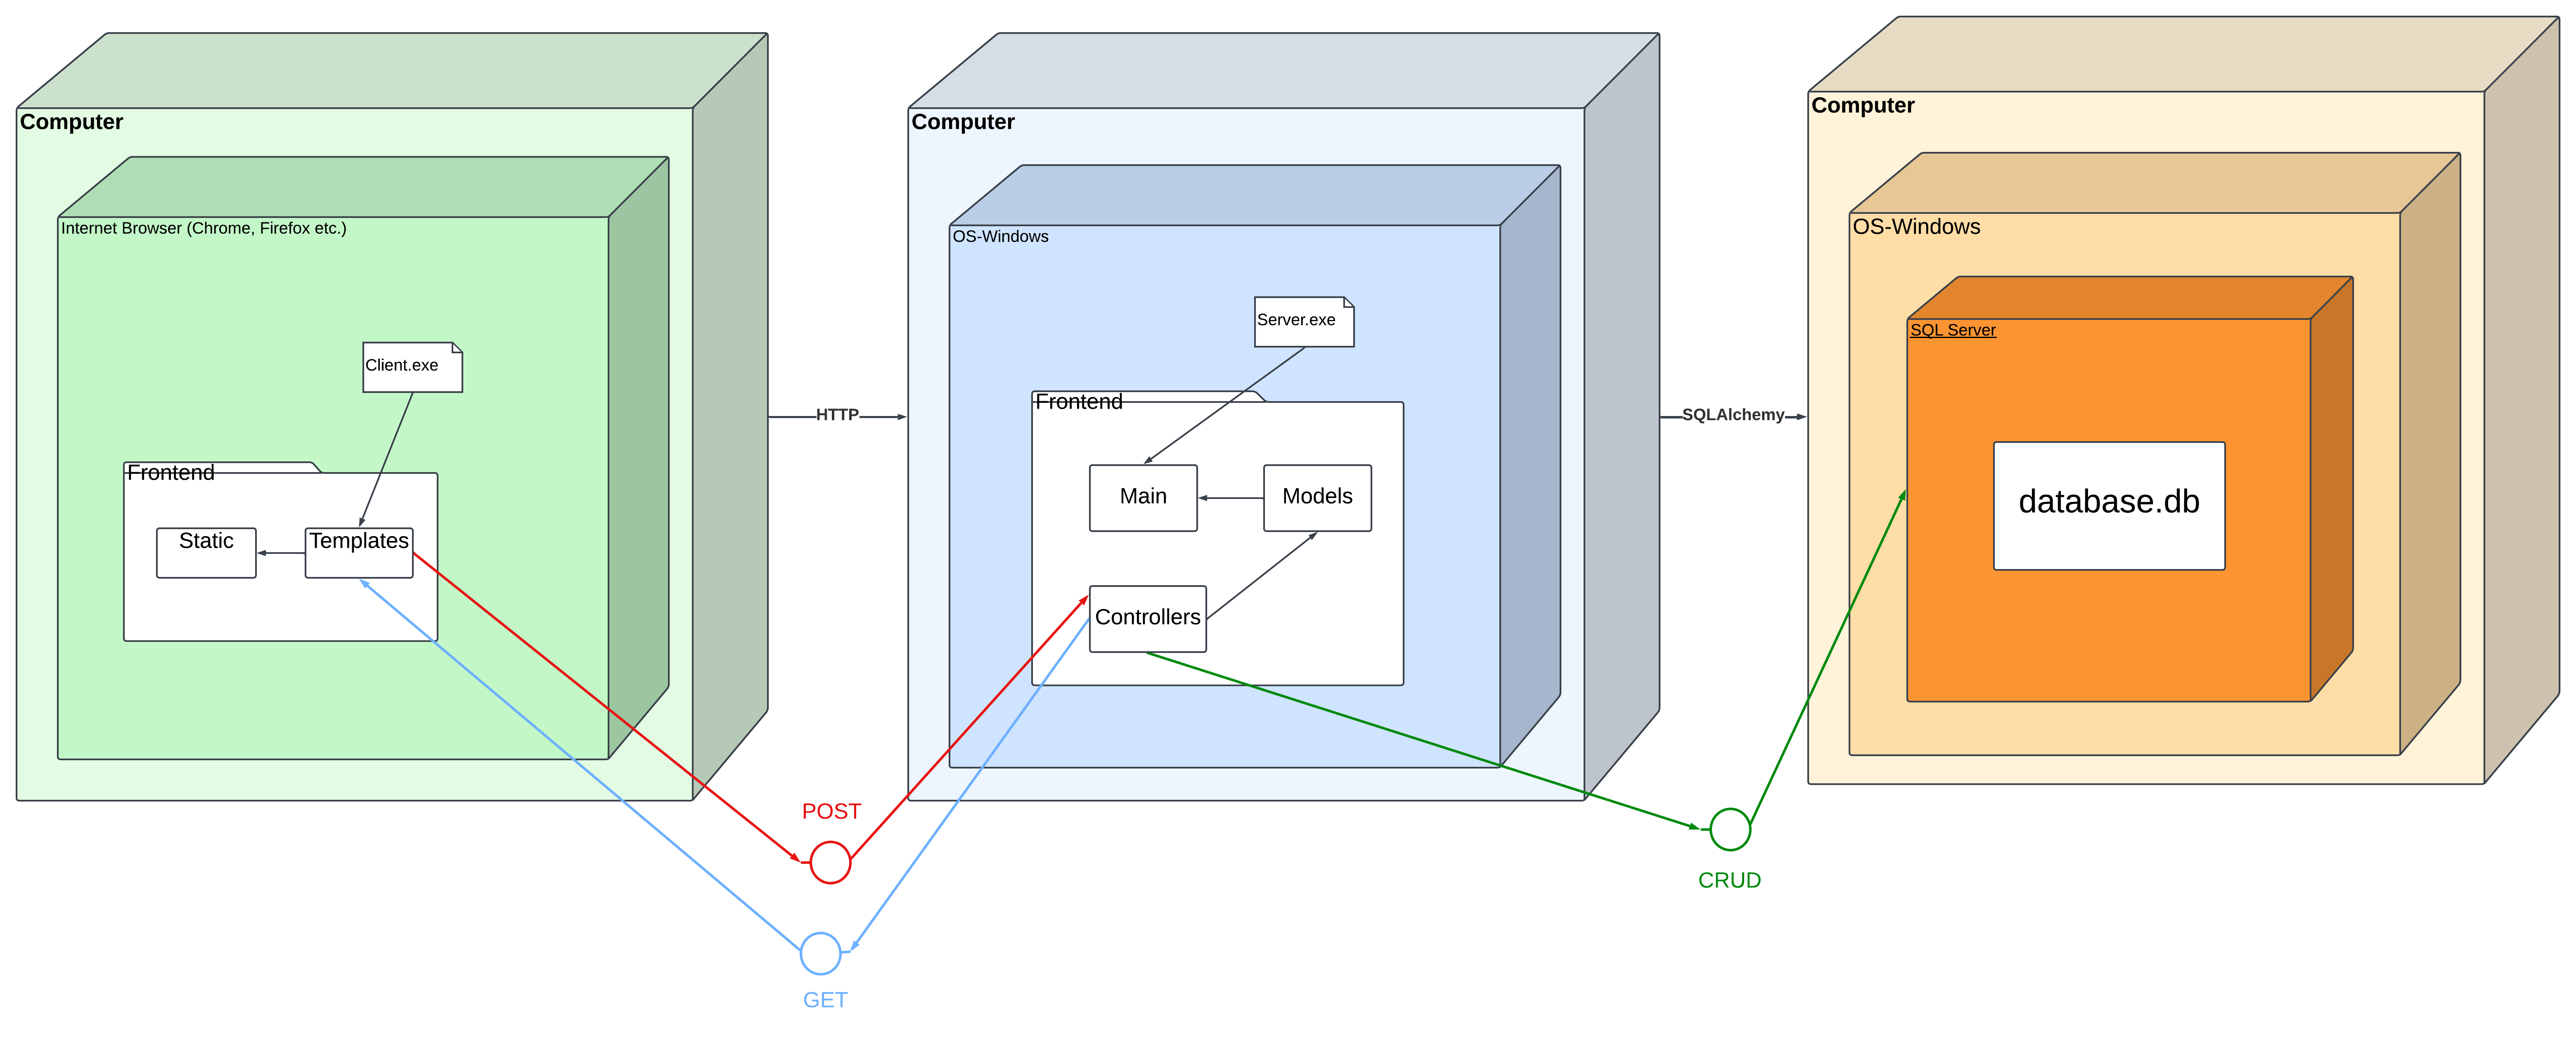 Computer
Internet Browser (Chrome, Firefox etc.)
Client.exe
Frontend
Static
Templates
HTTP
POST
GET
Computer
OS-Windows
Server.exe
Frontend
Main
Models
Controllers
SQLAlchemy
CRUD
Computer
OS-Windows
SQL Server
database.db